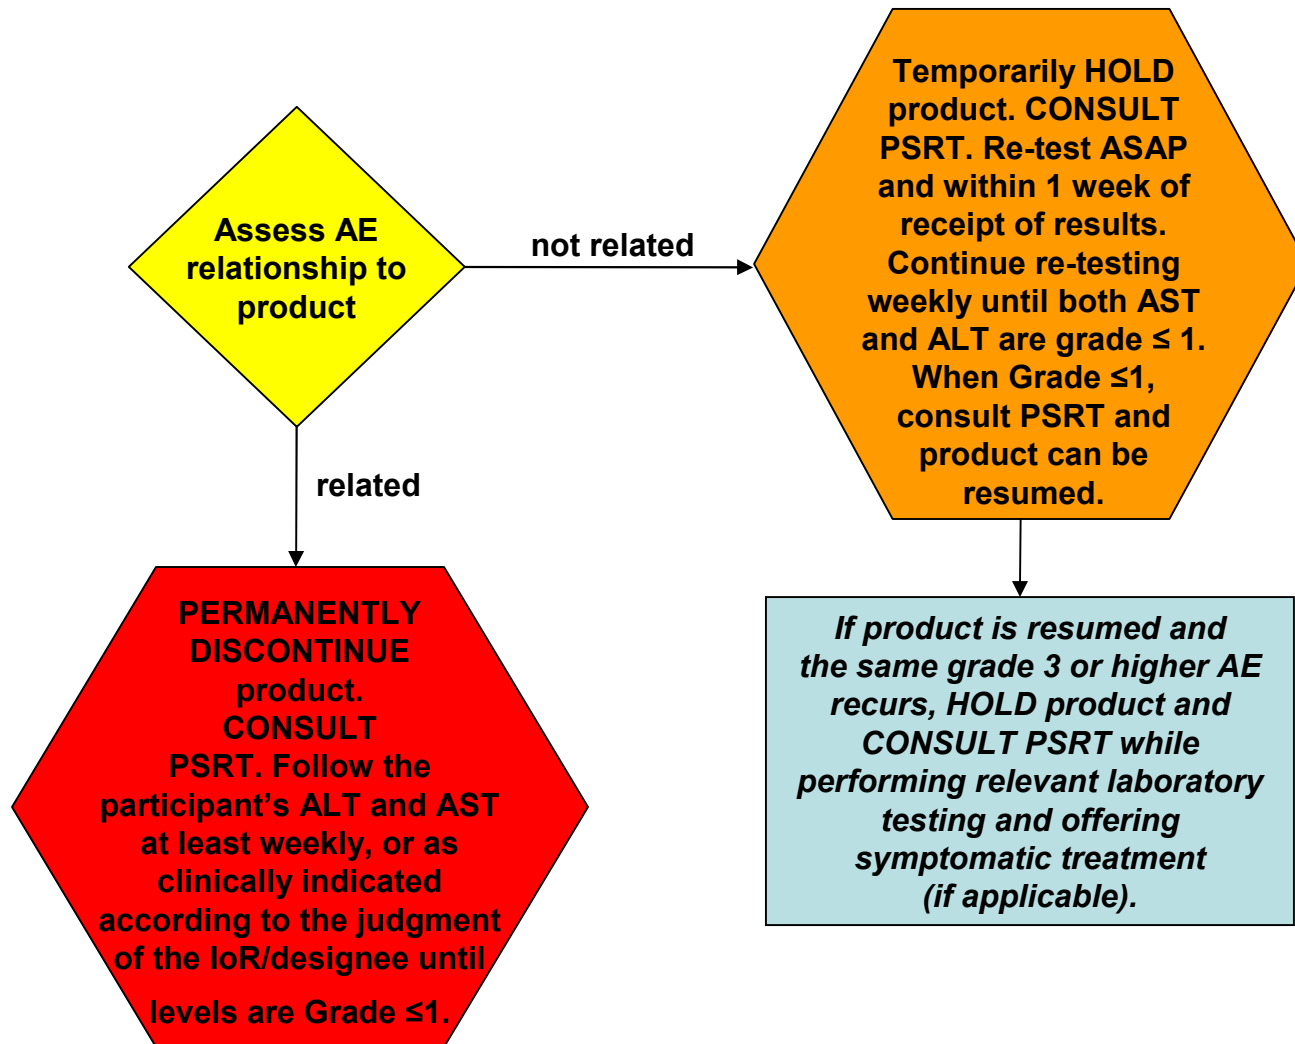 Assess AE
relationship to
product
not related
Temporarily HOLD
product. CONSULT
PSRT. Re-test ASAP
and within 1 week of
receipt of results.
Continue re-testing
weekly until both AST
and ALT are grade ≤ 1.
When Grade ≤1,
consult PSRT and
product can be
resumed.
related
PERMANENTLY
DISCONTINUE
product.
CONSULT
PSRT. Follow the
participant’s ALT and AST
at least weekly, or as
clinically indicated
according to the judgment
of the IoR/designee until
levels are Grade ≤1.
If product is resumed and
the same grade 3 or higher AE
recurs, HOLD product and
CONSULT PSRT while
performing relevant laboratory
testing and offering
symptomatic treatment
(if applicable).